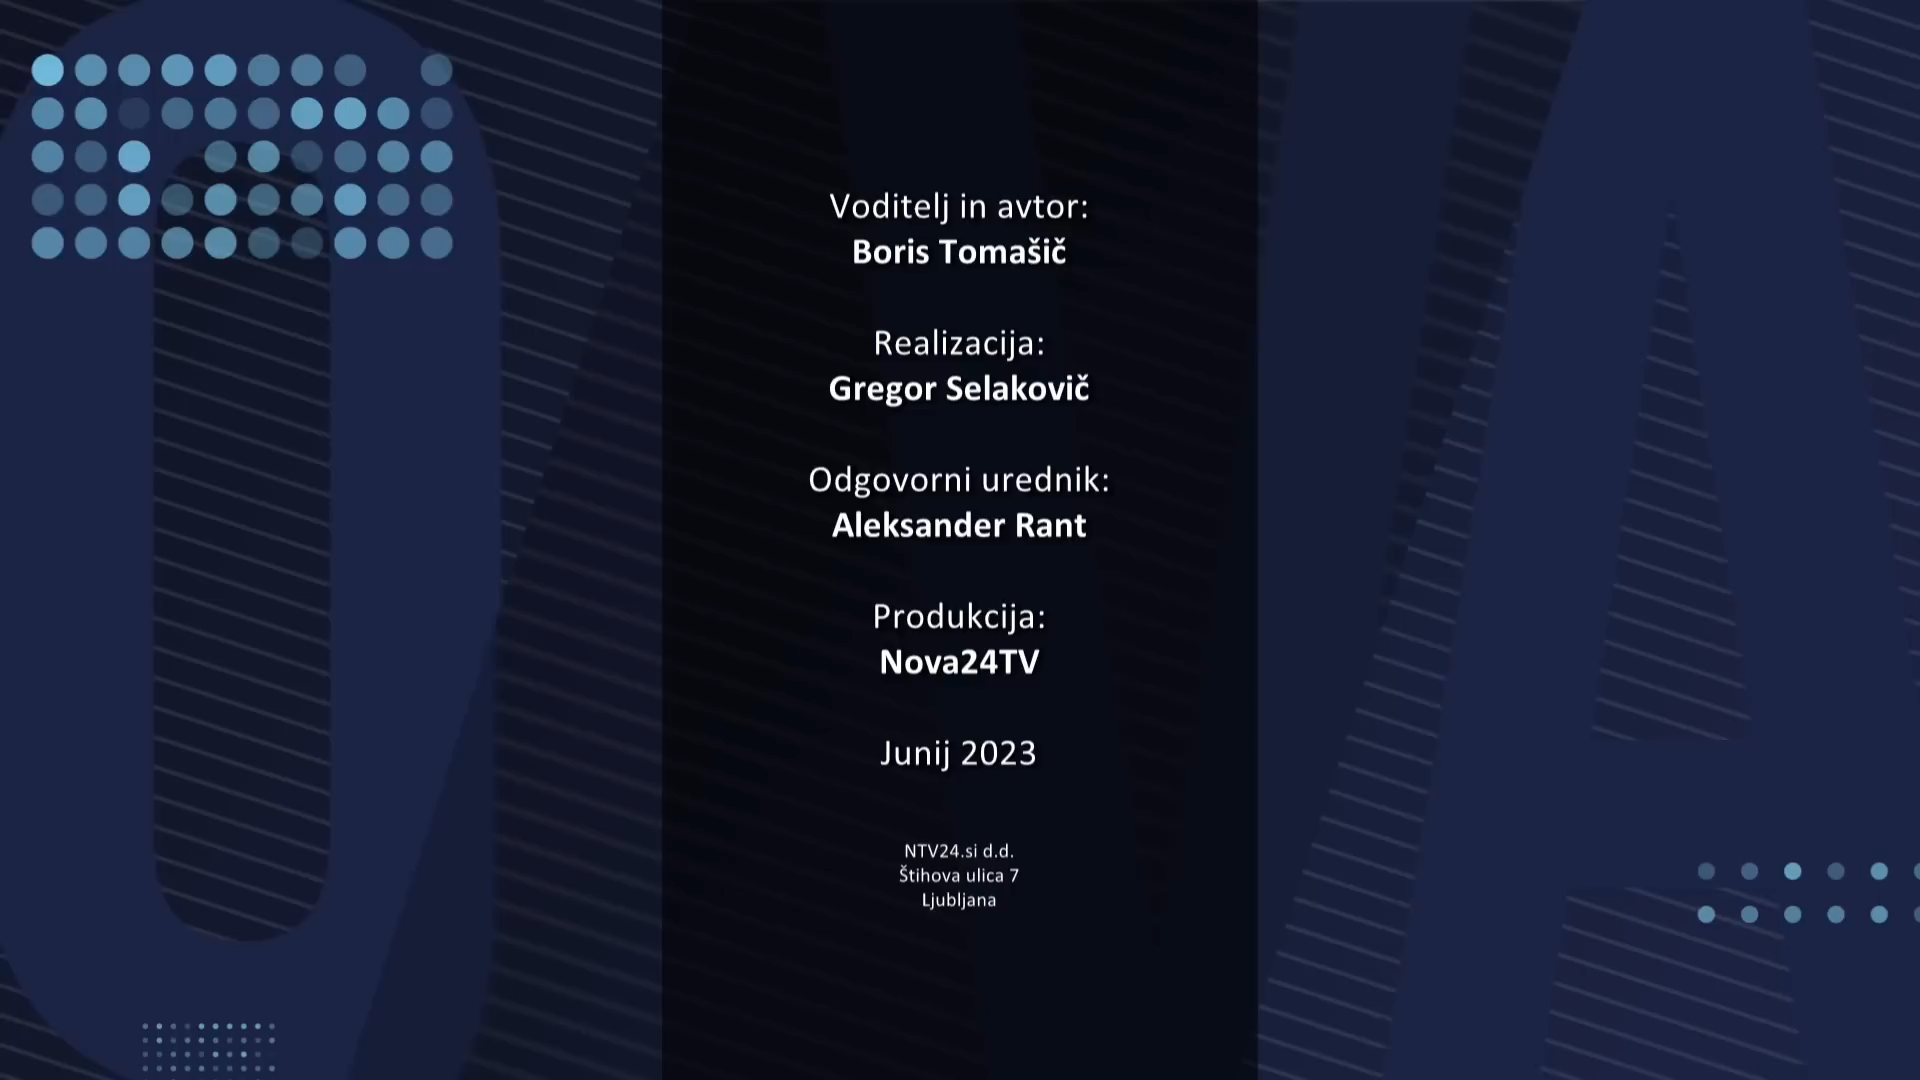 Voditelj in avtor:
Boris Tomašič
Realizacija:
Gregor Selakovič
Odgovorni urednik:
Aleksander Rant
Produkcija:
Nova24TV
Junij 2023
NTV24.si d.d.
Štihova ulica 7
Ljubljana